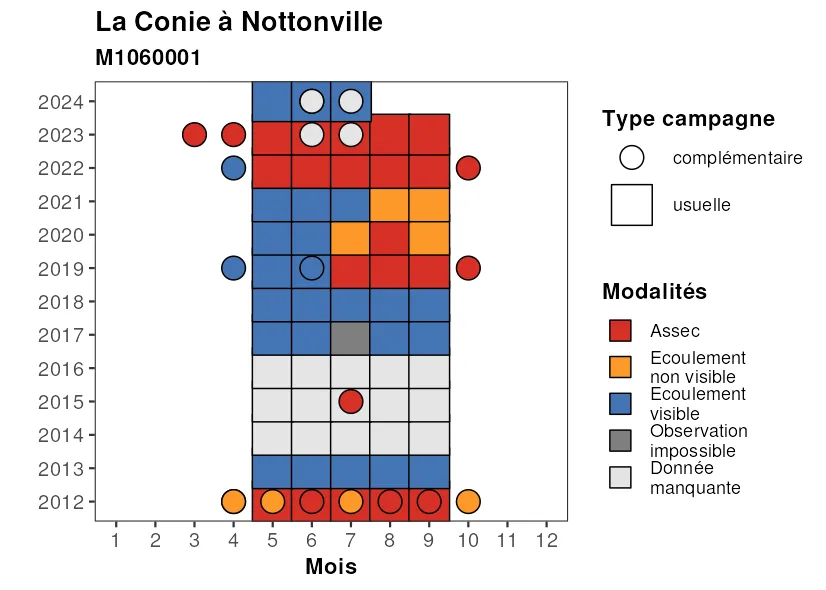 La Conie à Nottonville
M1060001
2024
2023
2022
2021
2020
2019
2018
2017
2016
2015
2014
2013
2012
1 2 3 4 5 6 7 8 9 10 11 12
Mois
Type campagne
complémentaire
usuelle
Modalités
Assec
Ecoulement
non visible
Ecoulement
visible
Observation
impossible
Donnée
manquante